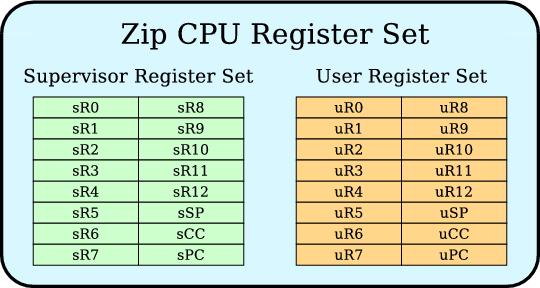 Zip CPU Register Set
Supervisor Register Set User Register Set
sR0 sR8 uR0 uR8
sR1 sR9 uR1 uR9
sR2 sR10 uR2 uR10
sR3 sR11 uR3 uR11
sR4 sR12 uR4 uR12
sR5 sSP uR5 uSP
sR6 sCC uR6 uCC
sR7 sPC uR7 uPC